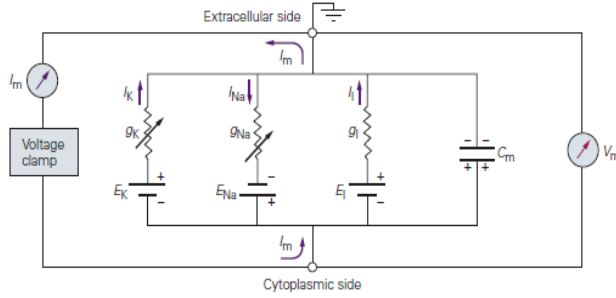 Extracellular side
Im
Im
IK
INa
Il
gK
gNa
gl
Voltage
clamp
Cm
Vm
EK
ENa
El
Im
Cytoplasmic side